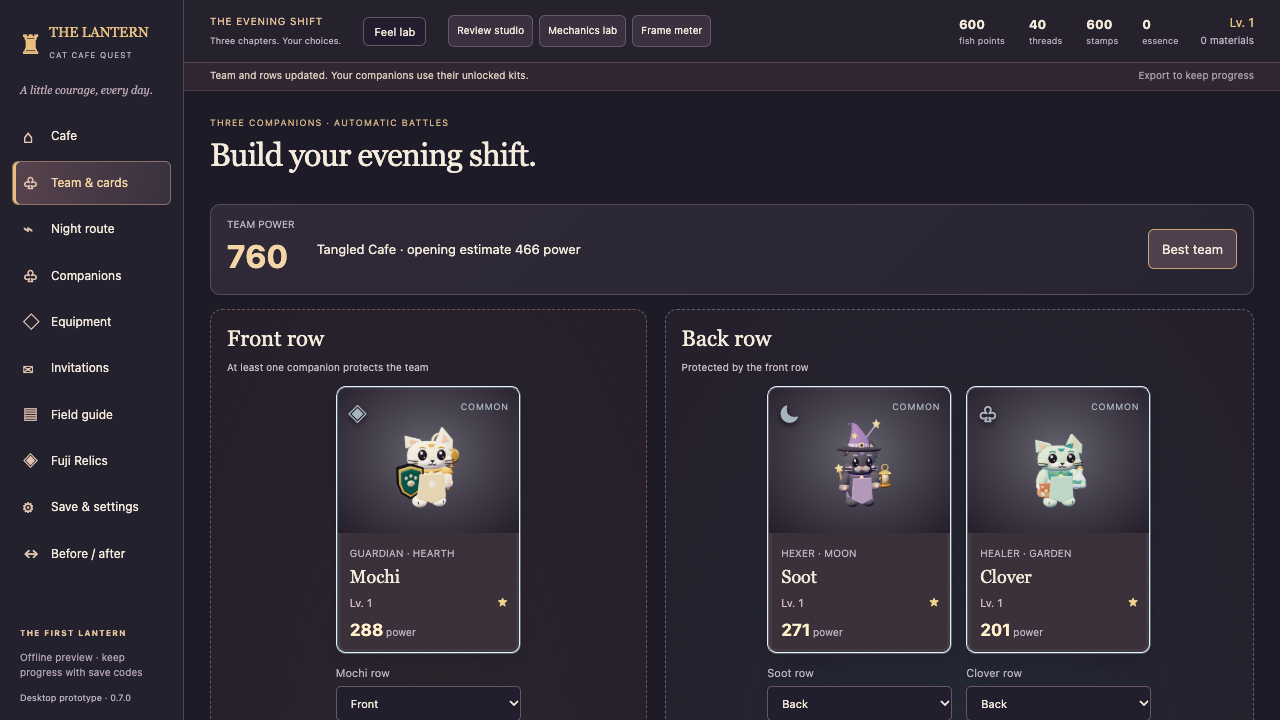 THE LANTERN
CAT CAFE QUEST
A little courage, every day.
Cafe
Team & cards
Night route
Companions
Equipment
Invitations
Field guide
Fuji Relics
Save & settings
Before / after
THE FIRST LANTERN
Offline preview · keep
progress with save codes
Desktop prototype · 0.7.0
THE EVENING SHIFT
Three chapters. Your choices.
Feel lab
Review studio
Mechanics lab
Frame meter
600
fish points
40
threads
600
stamps
0
essence
Lv. 1
0 materials
Team and rows updated. Your companions use their unlocked kits.
Export to keep progress
THREE COMPANIONS · AUTOMATIC BATTLES
Build your evening shift.
TEAM POWER
760
Tangled Cafe · opening estimate 466 power
Best team
Front row
At least one companion protects the team
COMMON
GUARDIAN · HEARTH
Mochi
Lv. 1
288 power
Mochi row
Front
Back row
Protected by the front row
COMMON
HEXER · MOON
Soot
Lv. 1
271 power
Soot row
Back
COMMON
HEALER · GARDEN
Clover
Lv. 1
201 power
Clover row
Back